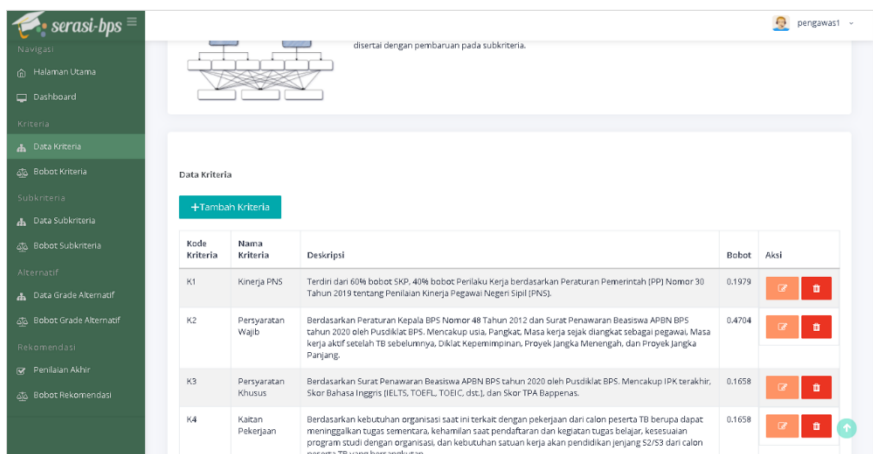 serasi-bps
pengawas1
Navigasi
Halaman Utama
Dashboard
Kriteria
Data Kriteria
Bobot Kriteria
Subkriteria
Data Subkriteria
Bobot Subkriteria
Alternatif
Data Grade Alternatif
Bobot Grade Alternatif
Rekomendasi
Penilaian Akhir
Bobot Rekomendasi
disertai dengan pembaruan pada subkriteria.
Data Kriteria
+Tambah Kriteria
Kode Kriteria Nama Kriteria Deskripsi Bobot Aksi
K1 Kinerja PNS Terdiri dari 60% bobot SKP, 40% bobot Perilaku Kerja berdasarkan Peraturan Pemerintah (PP) Nomor 30 0.1979
Tahun 2019 tentang Penilaian Kinerja Pegawai Negeri Sipil (PNS).
K2 Persyaratan Wajib Berdasarkan Peraturan Kepala BPS Nomor 48 Tahun 2012 dan Surat Penawaran Beasiswa APBN BPS 0.4704
tahun 2020 oleh Pusdiklat BPS. Mencakup usia, Pangkat, Masa kerja sejak diangkat sebagai pegawai, Masa
kerja aktif setelah TB sebelumnya, Diklat Kepemimpinan, Proyek Jangka Menengah, dan Proyek Jangka
Panjang.
K3 Persyaratan Khusus Berdasarkan Surat Penawaran Beasiswa APBN BPS tahun 2020 oleh Pusdiklat BPS. Mencakup IPK terakhir, 0.1658
Skor Bahasa Inggris (IELTS, TOEFL, TOEIC, dst.), dan Skor TPA Bappenas.
K4 Kaitan Pekerjaan Berdasarkan kebutuhan organisasi saat ini terkait dengan pekerjaan dari calon peserta TB berupa dapat 0.1658
meninggalkan tugas sementara, kehamilan saat pendaftaran dan kegiatan tugas belajar, kesesuaian
program studi dengan organisasi, dan kebutuhan satuan kerja akan pendidikan jenjang S2/S3 dari calon
peserta TB yang bersangkutan.